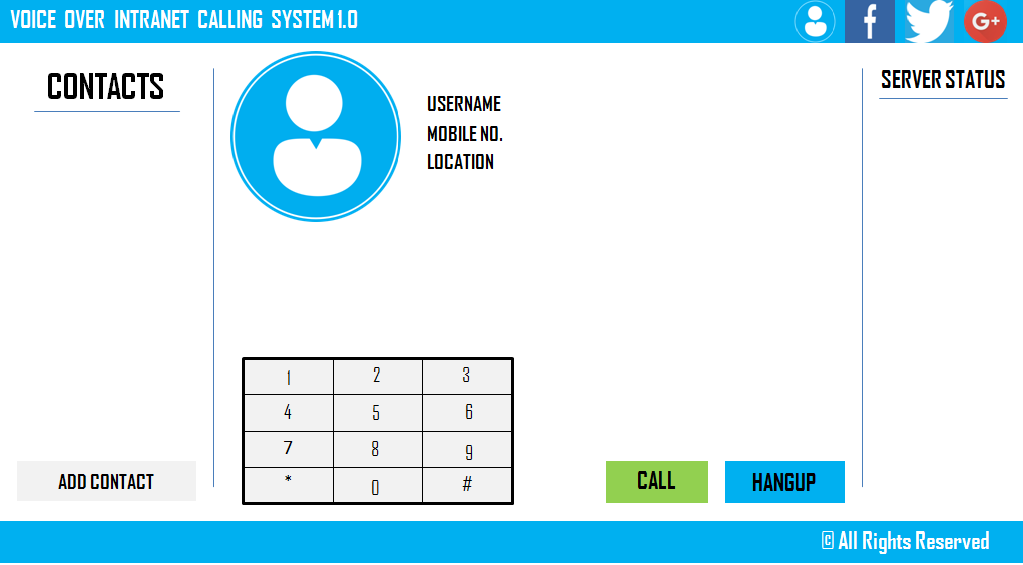 VOICE OVER INTRANET CALLING SYSTEM 1.0
f
G+
CONTACTS
USERNAME
MOBILE NO.
LOCATION
SERVER STATUS
1 2 3
4 5 6
7 8 9
* 0 #
ADD CONTACT
CALL
HANGUP
© All Rights Reserved